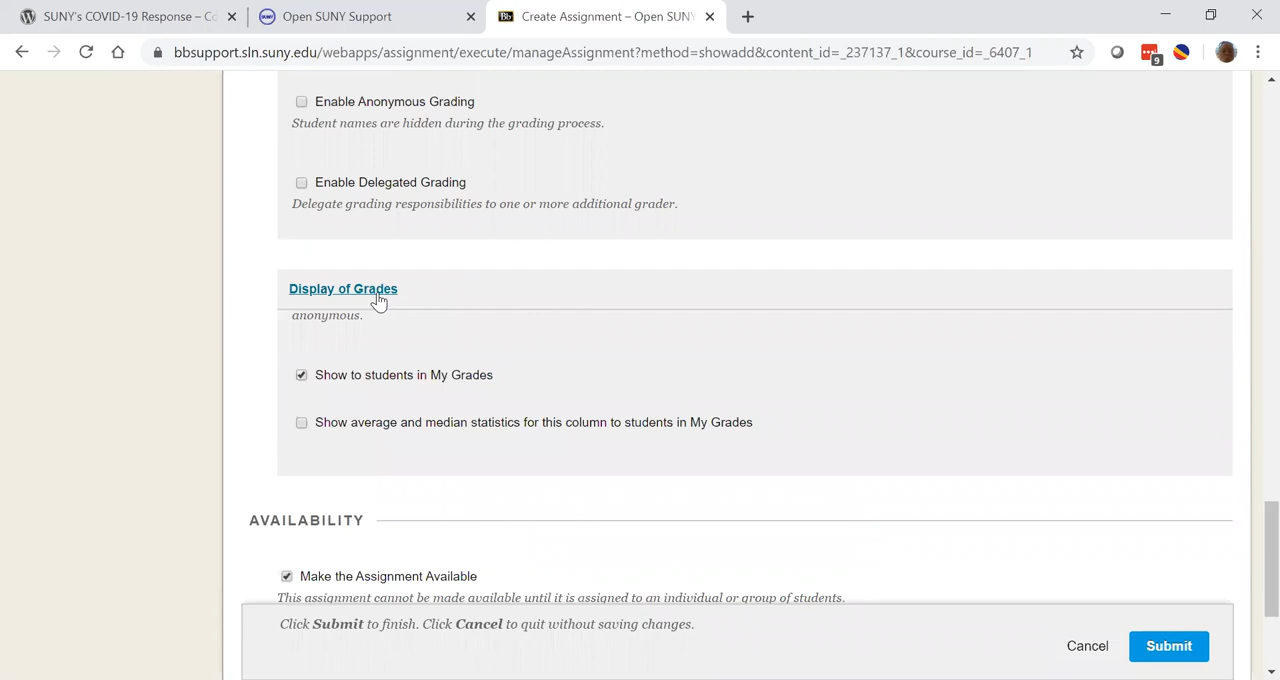 SUNY's COVID-19 Response – Co
Open SUNY Support
Create Assignment – Open SUNY
bbsupport.sln.suny.edu/webapps/assignment/execute/manageAssignment?method=showadd&content_id=_237137_1&course_id=_6407_1
9
Enable Anonymous Grading
Student names are hidden during the grading process.
Enable Delegated Grading
Delegate grading responsibilities to one or more additional grader.
Display of Grades
anonymous.
Show to students in My Grades
Show average and median statistics for this column to students in My Grades
AVAILABILITY
Make the Assignment Available
This assignment cannot be made available until it is assigned to an individual or group of students.
Click Submit to finish. Click Cancel to quit without saving changes.
Cancel
Submit